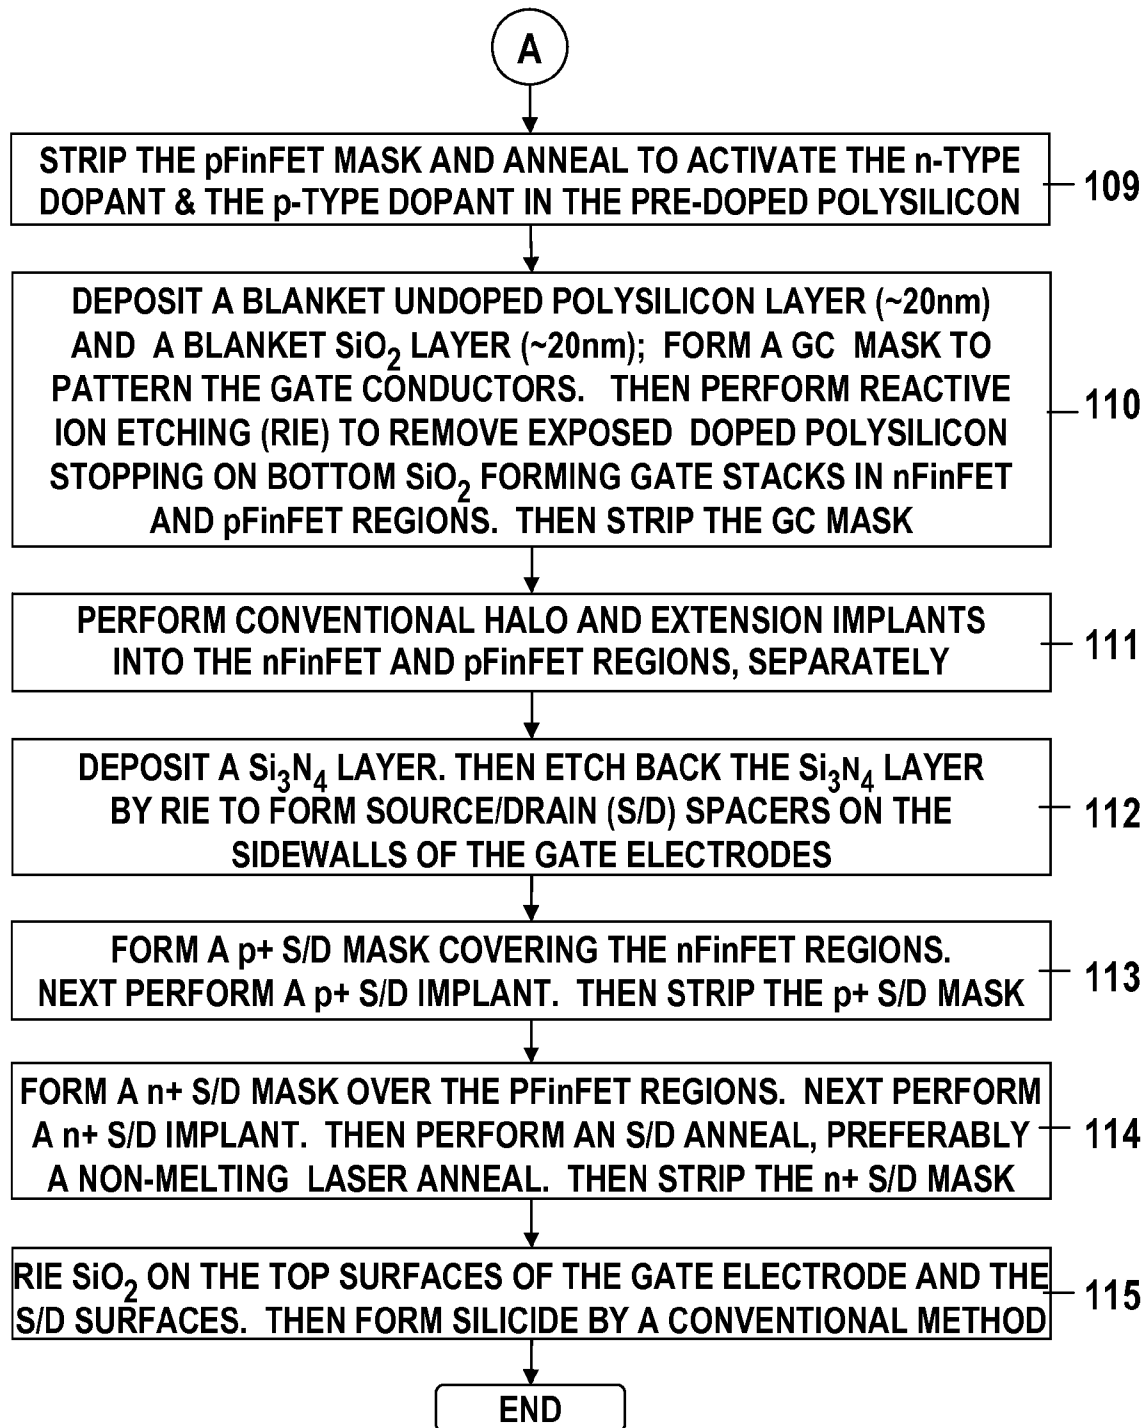 A
STRIP THE pFinFET MASK AND ANNEAL TO ACTIVATE THE n-TYPE
DOPANT & THE p-TYPE DOPANT IN THE PRE-DOPED POLYSILICON
109
DEPOSIT A BLANKET UNDOPED POLYSILICON LAYER (~20nm)
AND A BLANKET SiO₂ LAYER (~20nm); FORM A GC MASK TO
PATTERN THE GATE CONDUCTORS. THEN PERFORM REACTIVE
ION ETCHING (RIE) TO REMOVE EXPOSED DOPED POLYSILICON
STOPPING ON BOTTOM SiO₂ FORMING GATE STACKS IN nFinFET
AND pFinFET REGIONS. THEN STRIP THE GC MASK
110
PERFORM CONVENTIONAL HALO AND EXTENSION IMPLANTS
INTO THE nFinFET AND pFinFET REGIONS, SEPARATELY
111
DEPOSIT A Si₃N₄ LAYER. THEN ETCH BACK THE Si₃N₄ LAYER
BY RIE TO FORM SOURCE/DRAIN (S/D) SPACERS ON THE
SIDEWALLS OF THE GATE ELECTRODES
112
FORM A p+ S/D MASK COVERING THE nFinFET REGIONS.
NEXT PERFORM A p+ S/D IMPLANT. THEN STRIP THE p+ S/D MASK
113
FORM A n+ S/D MASK OVER THE PFinFET REGIONS. NEXT PERFORM
A n+ S/D IMPLANT. THEN PERFORM AN S/D ANNEAL, PREFERABLY
A NON-MELTING LASER ANNEAL. THEN STRIP THE n+ S/D MASK
114
RIE SiO₂ ON THE TOP SURFACES OF THE GATE ELECTRODE AND THE
S/D SURFACES. THEN FORM SILICIDE BY A CONVENTIONAL METHOD
115
END